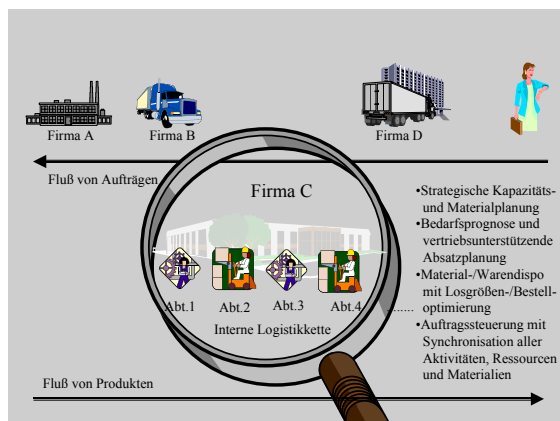 Firma A
Firma B
Firma D
Fluß von Aufträgen
Firma C
Abt.1
Abt.2
Abt.3
Abt.4
Interne Logistikkette
•Strategische Kapazitäts-
und Materialplanung
•Bedarfsprognose und
vertriebsunterstützende
Absatzplanung
•Material-/Warendispo
mit Losgrößen-/Bestell-
optimierung
........
•Auftragssteuerung mit
Synchronisation aller
Aktivitäten, Ressourcen
und Materialien
Fluß von Produkten